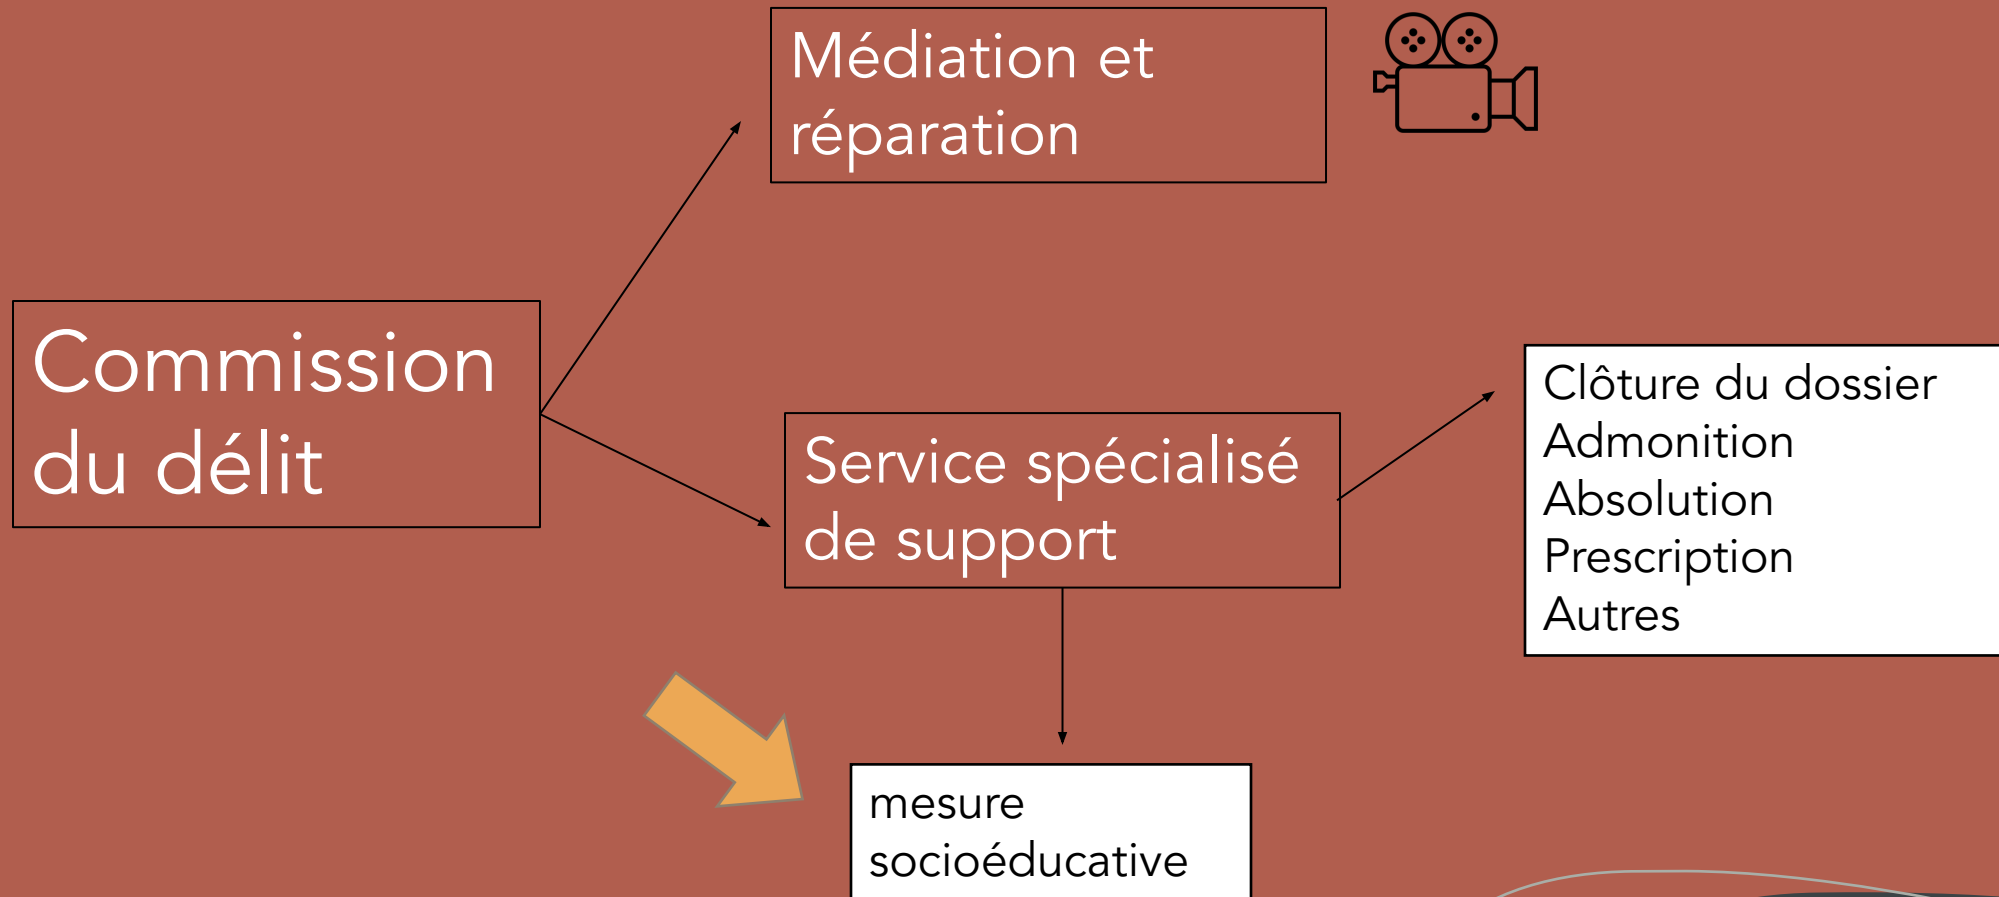 Médiation et
réparation
Commission
du délit
Service spécialisé
de support
Clôture du dossier
Admonition
Absolution
Prescription
Autres
mesure
socioéducative